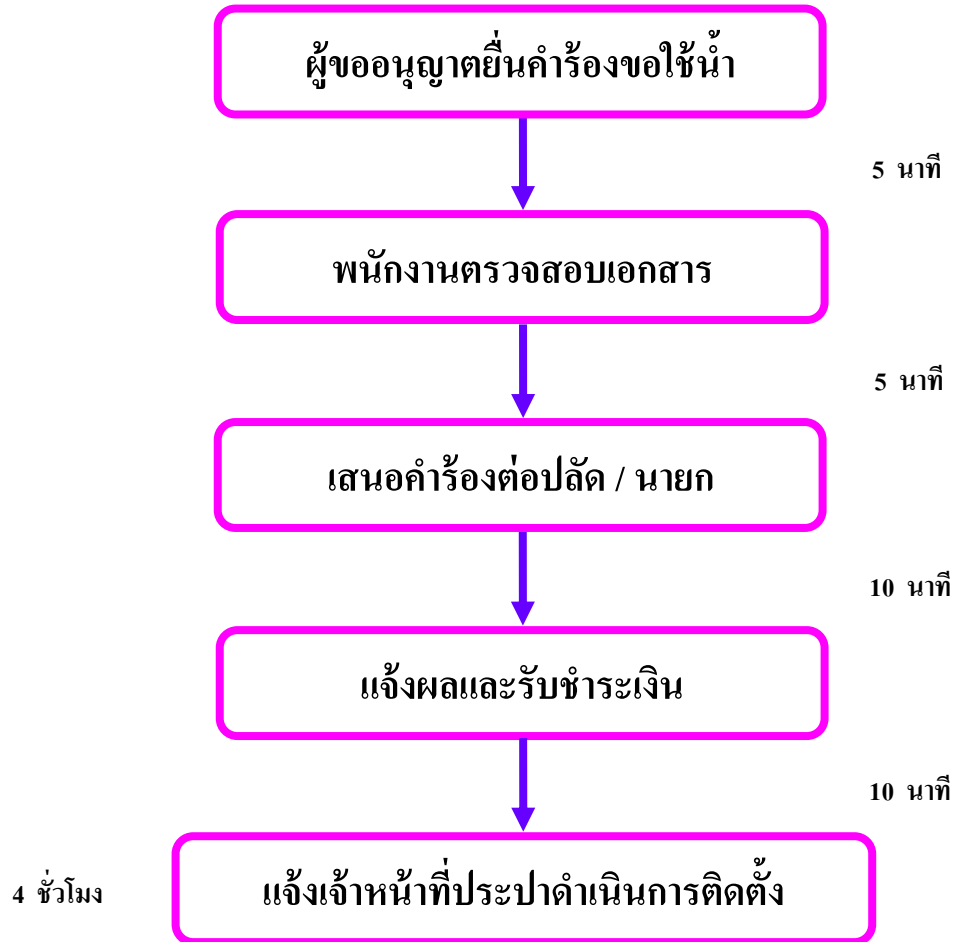 ผู้ขออนุญาตยื่นคำร้องขอใช้น้ำ
5 นาที
พนักงานตรวจสอบเอกสาร
5 นาที
เสนอคำร้องต่อปลัด / นายก
10 นาที
แจ้งผลและรับชำระเงิน
10 นาที
4 ชั่วโมง
แจ้งเจ้าหน้าที่ประปาดำเนินการติดตั้ง